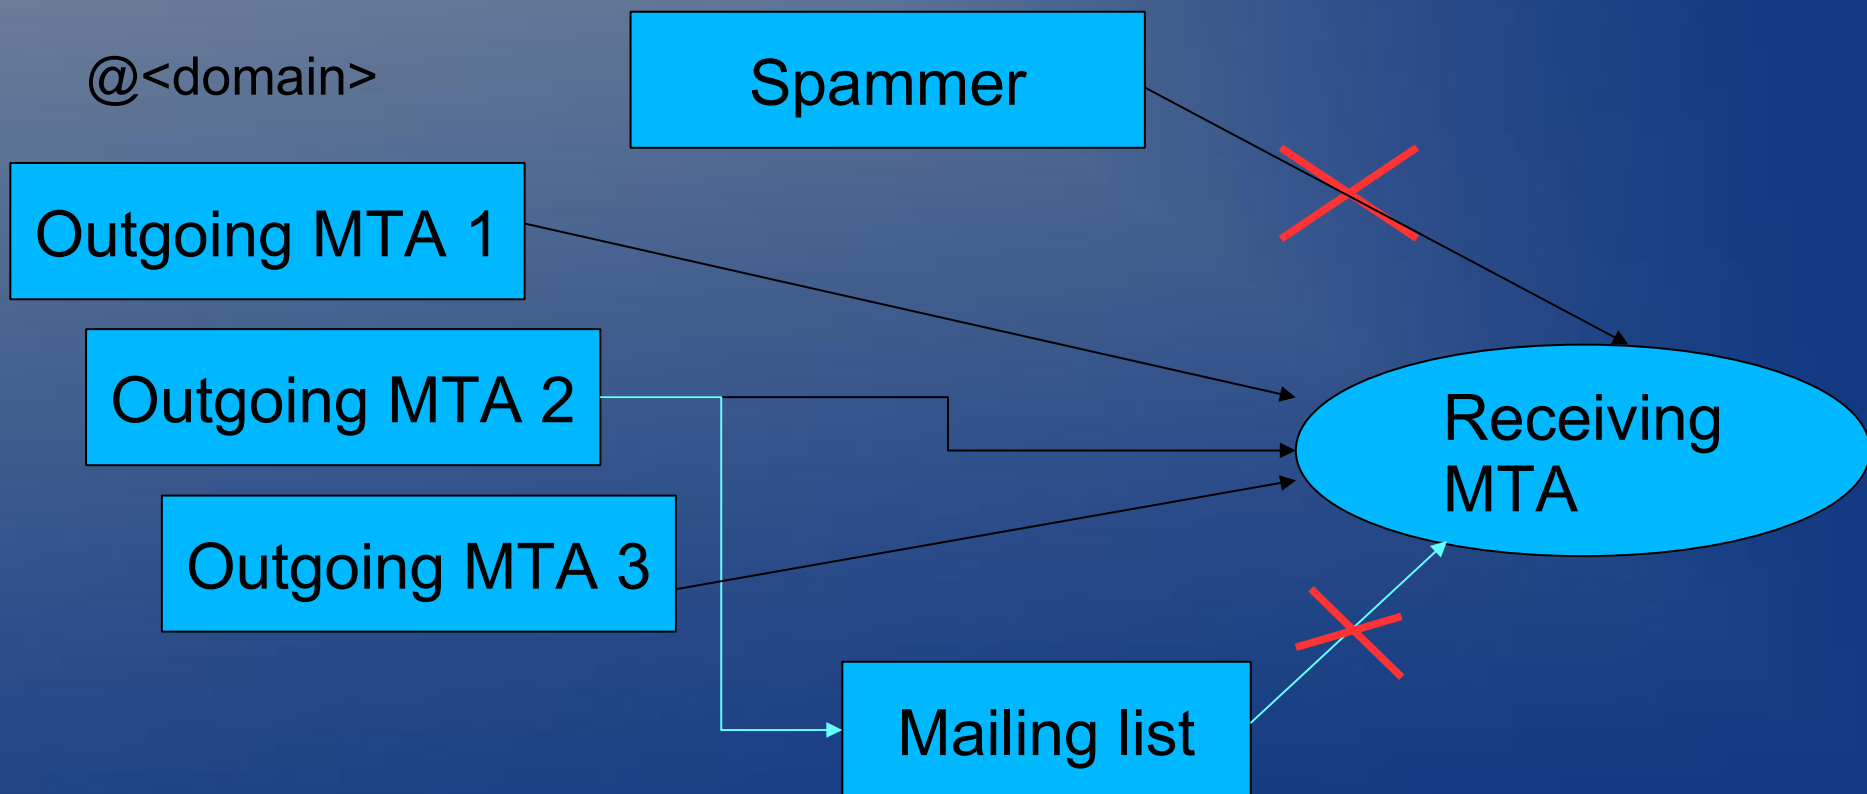 @<domain>
Spammer
Outgoing MTA 1
Outgoing MTA 2
Outgoing MTA 3
Receiving
MTA
Mailing list